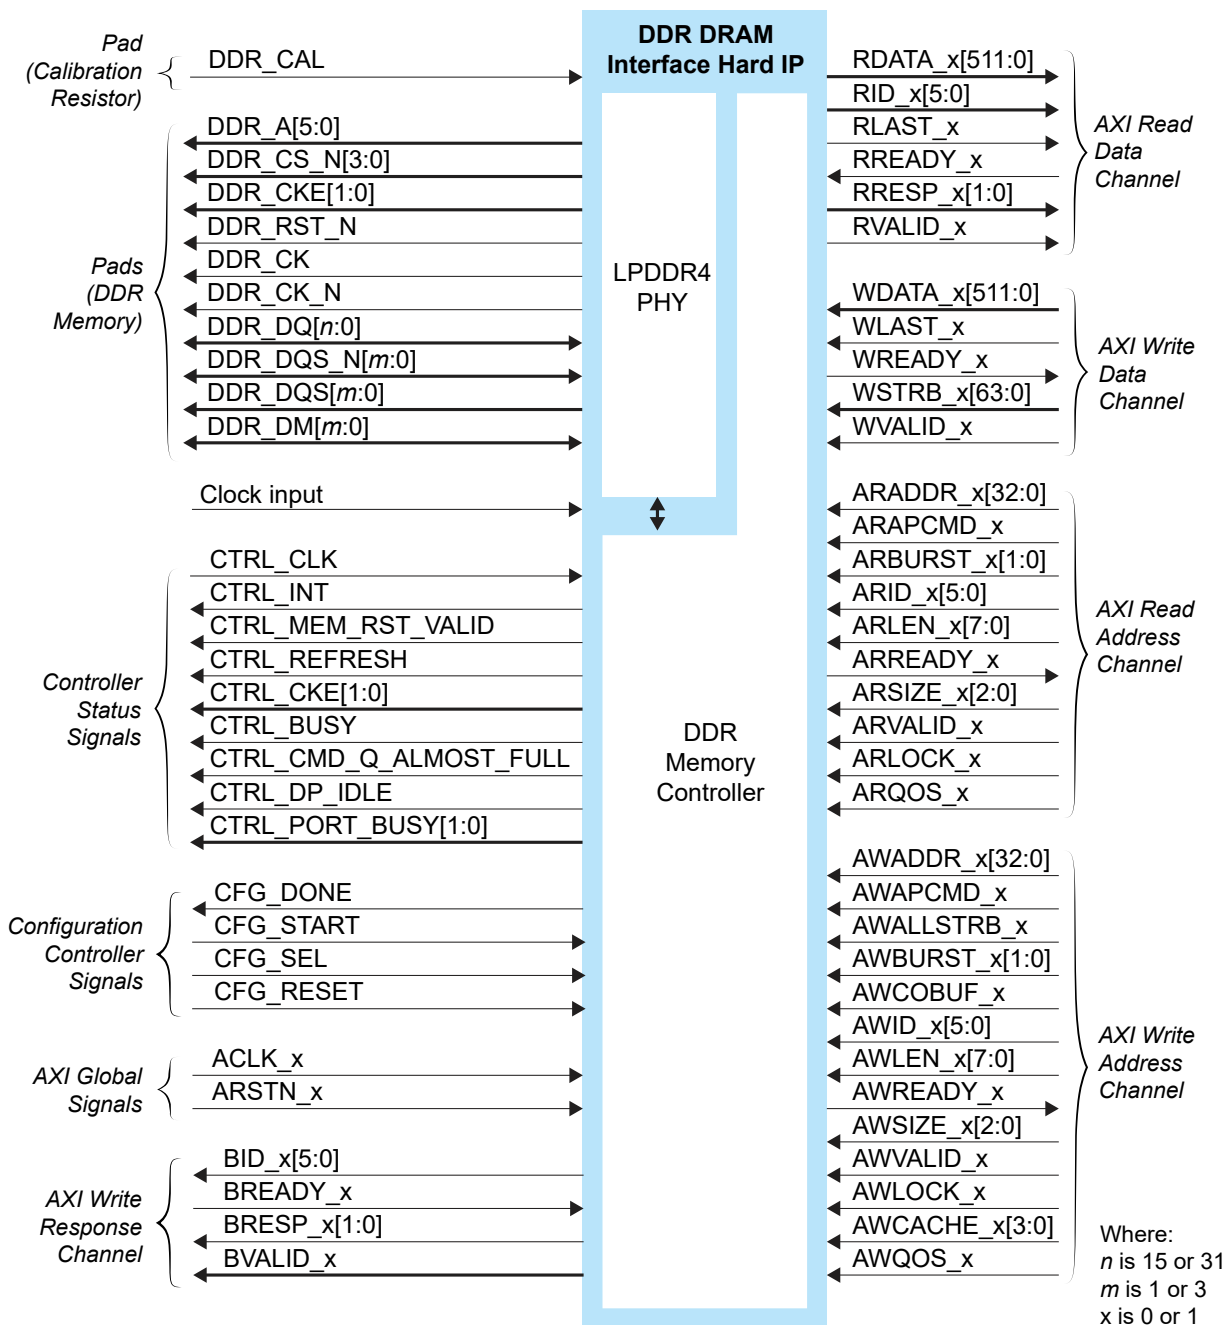 DDR DRAM
Interface Hard IP
LPDDR4
PHY
DDR
Memory
Controller
Pad
(Calibration
Resistor)
DDR_CAL
Pads
(DDR
Memory)
DDR_A[5:0]
DDR_CS_N[3:0]
DDR_CKE[1:0]
DDR_RST_N
DDR_CK
DDR_CK_N
DDR_DQ[n:0]
DDR_DQS_N[m:0]
DDR_DQS[m:0]
DDR_DM[m:0]
Clock input
Controller
Status
Signals
CTRL_CLK
CTRL_INT
CTRL_MEM_RST_VALID
CTRL_REFRESH
CTRL_CKE[1:0]
CTRL_BUSY
CTRL_CMD_Q_ALMOST_FULL
CTRL_DP_IDLE
CTRL_PORT_BUSY[1:0]
Configuration
Controller
Signals
CFG_DONE
CFG_START
CFG_SEL
CFG_RESET
AXI Global
Signals
ACLK_x
ARSTN_x
AXI Write
Response
Channel
BID_x[5:0]
BREADY_x
BRESP_x[1:0]
BVALID_x
RDATA_x[511:0]
RID_x[5:0]
RLAST_x
RREADY_x
RRESP_x[1:0]
RVALID_x
AXI Read
Data
Channel
WDATA_x[511:0]
WLAST_x
WREADY_x
WSTRB_x[63:0]
WVALID_x
AXI Write
Data
Channel
ARADDR_x[32:0]
ARAPCMD_x
ARBURST_x[1:0]
ARID_x[5:0]
ARLEN_x[7:0]
ARREADY_x
ARSIZE_x[2:0]
ARVALID_x
ARLOCK_x
ARQOS_x
AXI Read
Address
Channel
AWADDR_x[32:0]
AWAPCMD_x
AWALLSTRB_x
AWBURST_x[1:0]
AWCOBUF_x
AWID_x[5:0]
AWLEN_x[7:0]
AWREADY_x
AWSIZE_x[2:0]
AWVALID_x
AWLOCK_x
AWCACHE_x[3:0]
AWQOS_x
AXI Write
Address
Channel
Where:
n is 15 or 31
m is 1 or 3
x is 0 or 1